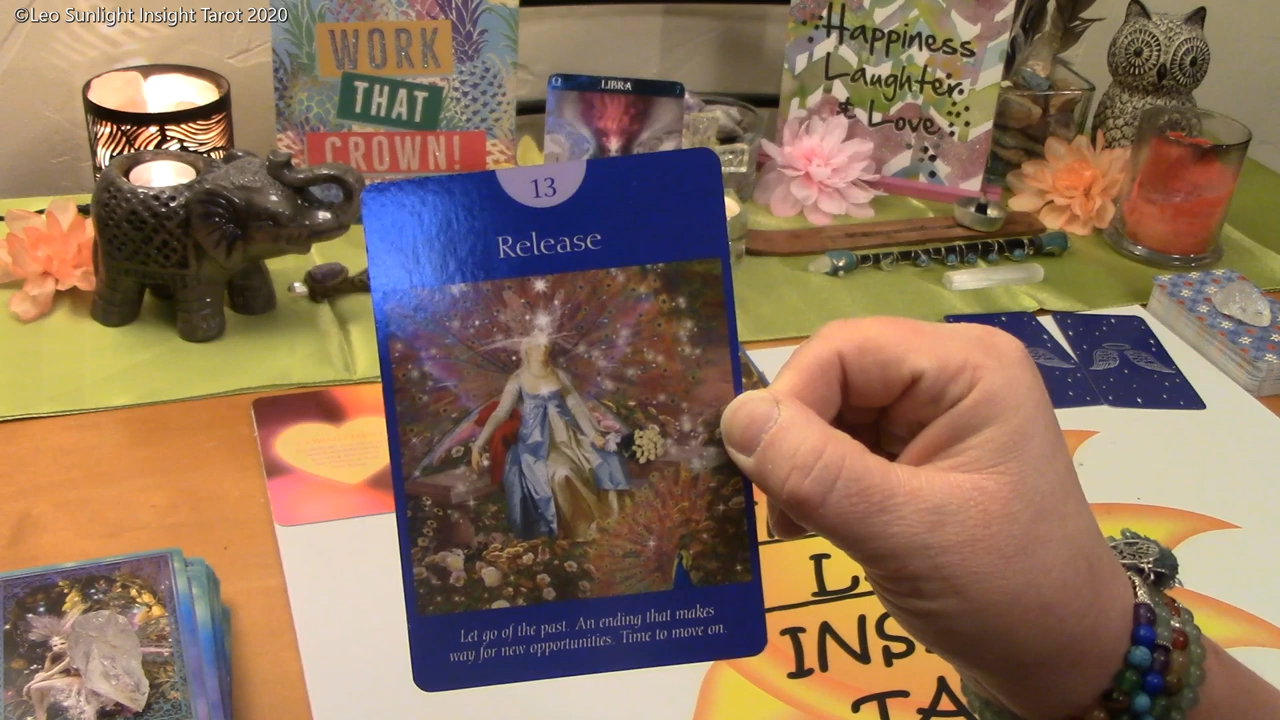 ©Leo Sunlight Insight Tarot 2020
WORK
THAT
CROWN!
LIBRA
Happiness
Laughter
& Love
13
Release
Let go of the past. An ending that makes
way for new opportunities. Time to move on.
L
INS
TA